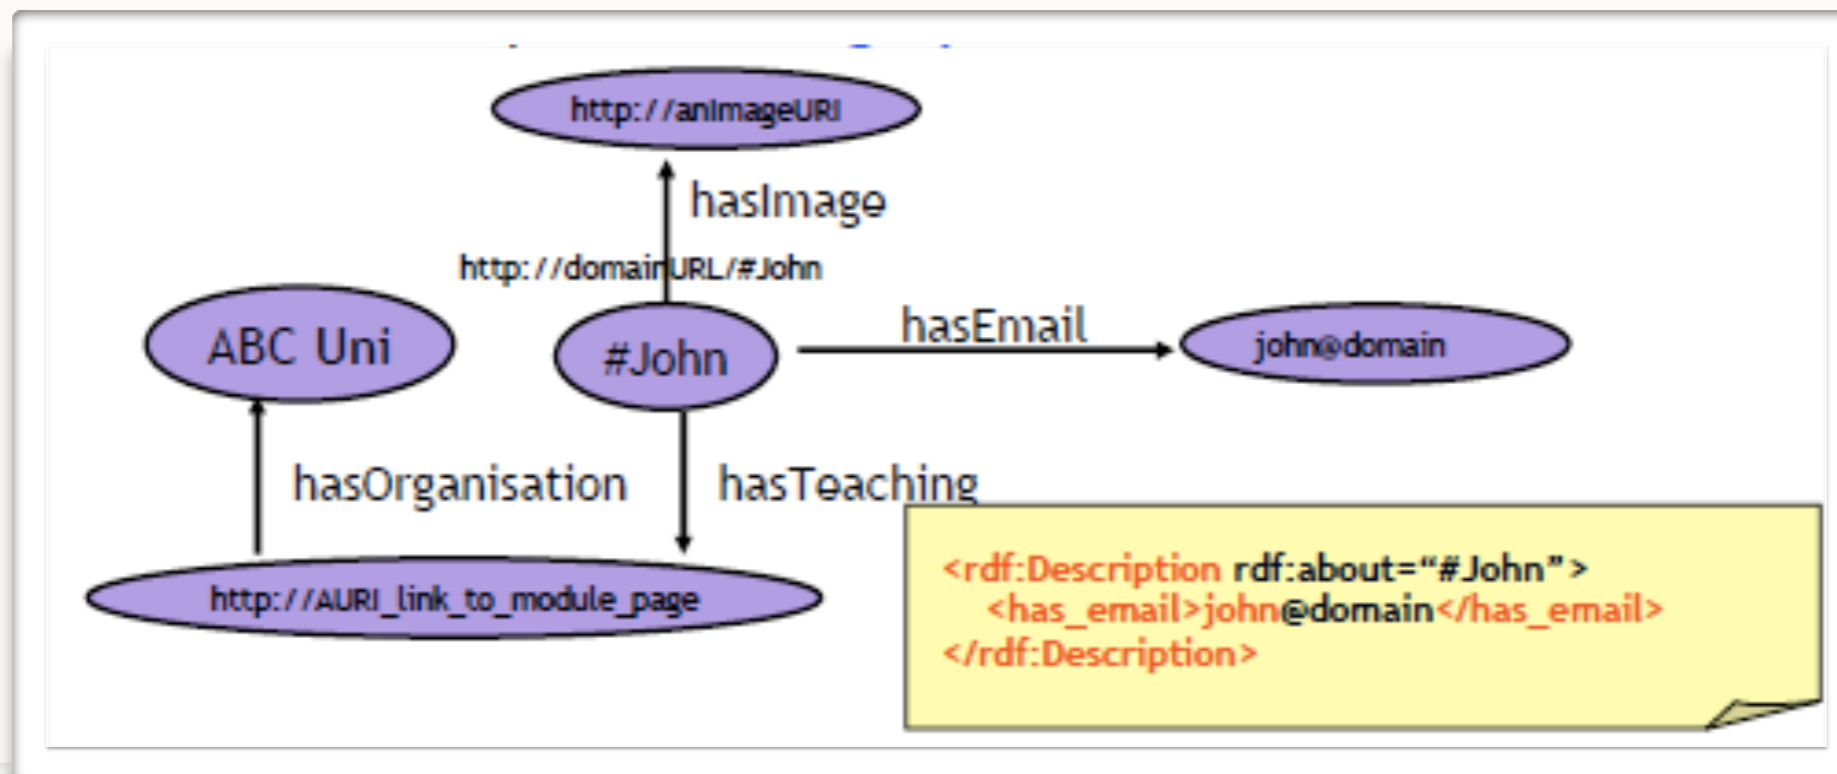 http://anImageURI
hasImage
http://domainURL/#John
ABC Uni
#John
hasEmail
john@domain
hasOrganisation
hasTeaching
http://AURI_link_to_module_page
<rdf:Description rdf:about=“#John”>
<has_email>john@domain</has_email>
</rdf:Description>